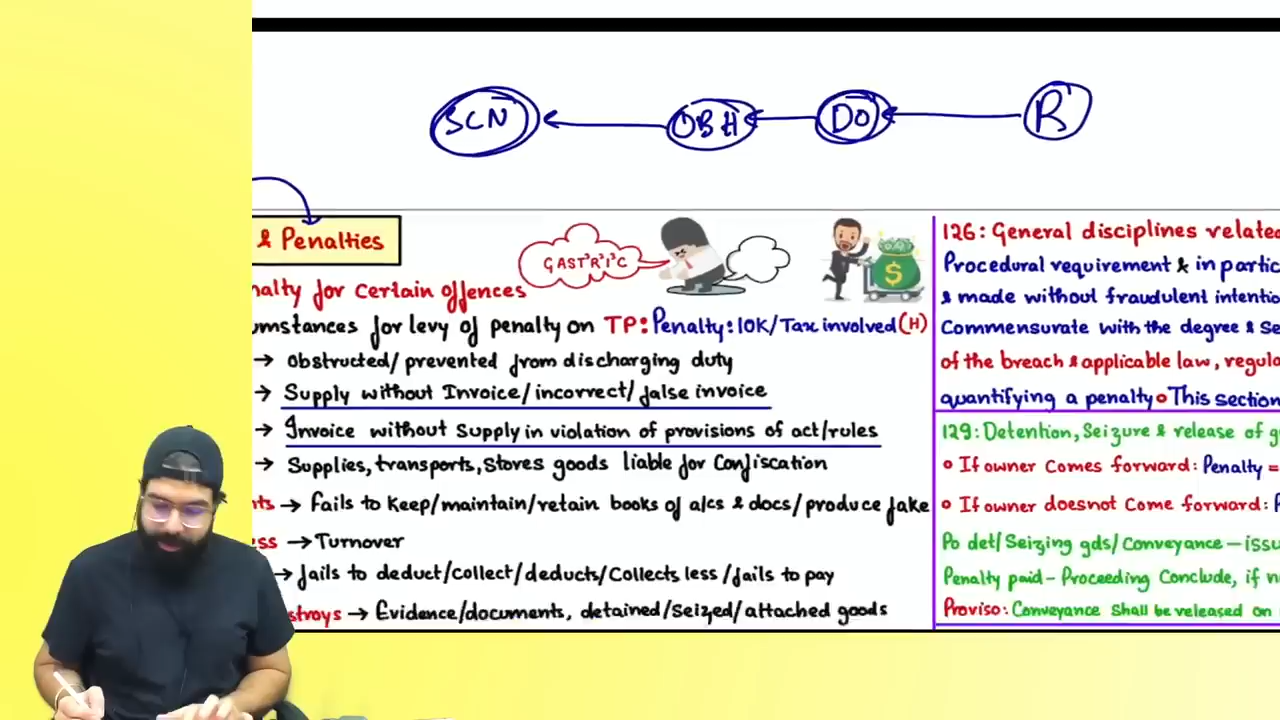 SCN OBH DO R
& Penalties
GAST²R²I³C
126: General disciplines related
Procedural requirement & in partic
& made without fraudulent intentio
Commensurate with the degree & se
of the breach & applicable law, regula
quantifying a penalty • This section
nalty for Certain offences
umstances for levy of penalty on TP: Penalty: 10K/Tax involved (H)
→ Obstructed/prevented from discharging duty
→ Supply without Invoice/incorrect/false invoice
→ Invoice without supply in violation of provisions of act/rules
→ Supplies, transports, Stores goods liable for Confiscation
nts → Fails to Keep/maintain/retain books of a/cs & docs/produce fake
ess → Turnover
→ fails to deduct/collect/deducts/Collects less/fails to pay
stroys → Evidence/documents, detained/Seized/attached goods
129: Detention, Seizure & release of g
• If owner comes forward: Penalty =
• If owner doesnot Come forward: P
Po det/Seizing gds/Conveyance – issu
Penalty paid – Proceeding Conclude, if n
Proviso: Conveyance Shall be released on
$